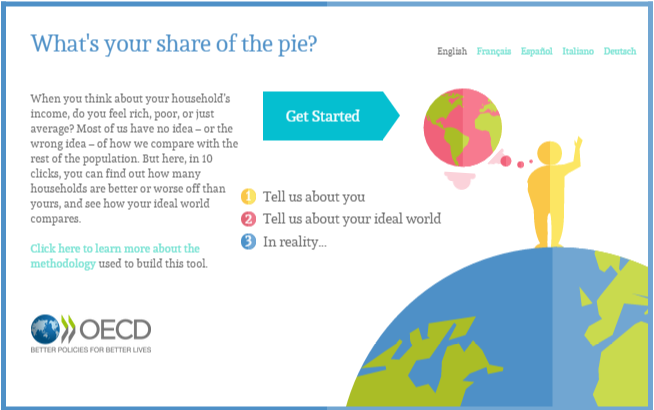 What's your share of the pie?
English Français Español Italiano Deutsch
When you think about your household's
income, do you feel rich, poor, or just
average? Most of us have no idea – or the
wrong idea – of how we compare with the
rest of the population. But here, in 10
clicks, you can find out how many
households are better or worse off than
yours, and see how your ideal world
compares.
Click here to learn more about the
methodology used to build this tool.
Get Started
1 Tell us about you
2 Tell us about your ideal world
3 In reality...
OECD
BETTER POLICIES FOR BETTER LIVES